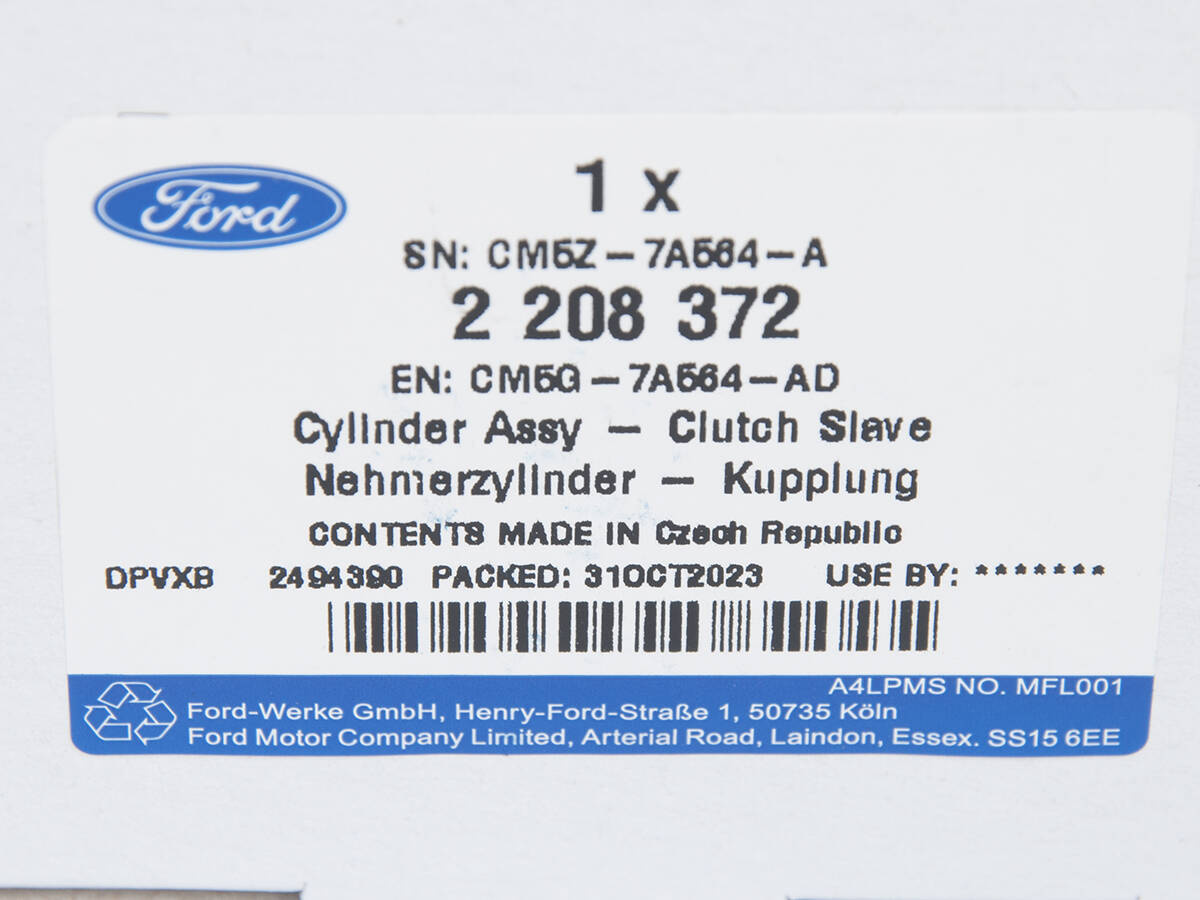 Ford
1 x
SN: CM5Z-7A564-A
2 208 372
EN: CM5G-7A564-AD
Cylinder Assy - Clutch Slave
Nehmerzylinder - Kupplung
CONTENTS MADE IN Czech Republic
DPVXB 2494390 PACKED: 31OCT2023 USE BY: *******
A4LPMS NO. MFL001
Ford-Werke GmbH, Henry-Ford-Straße 1, 50735 Köln
Ford Motor Company Limited, Arterial Road, Laindon, Essex. SS15 6EE